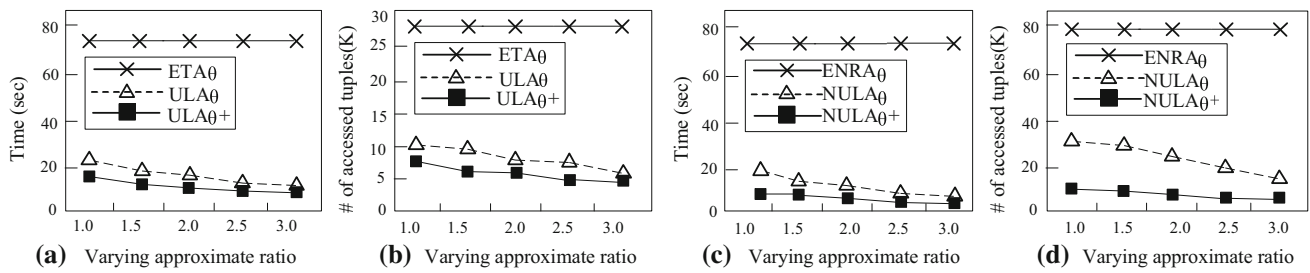 Time (sec)
80
60
40
20
0
ETAθ
ULAθ
ULAθ+
1.0 1.5 2.0 2.5 3.0
(a) Varying approximate ratio
# of accessed tuples(K)
30
25
20
15
10
5
0
ETAθ
ULAθ
ULAθ+
1.0 1.5 2.0 2.5 3.0
(b) Varying approximate ratio
Time (sec)
80
60
40
20
0
ENRAθ
NULAθ
NULAθ+
1.0 1.5 2.0 2.5 3.0
(c) Varying approximate ratio
# of accessed tuples(K)
80
60
40
20
0
ENRAθ
NULAθ
NULAθ+
1.0 1.5 2.0 2.5 3.0
(d) Varying approximate ratio